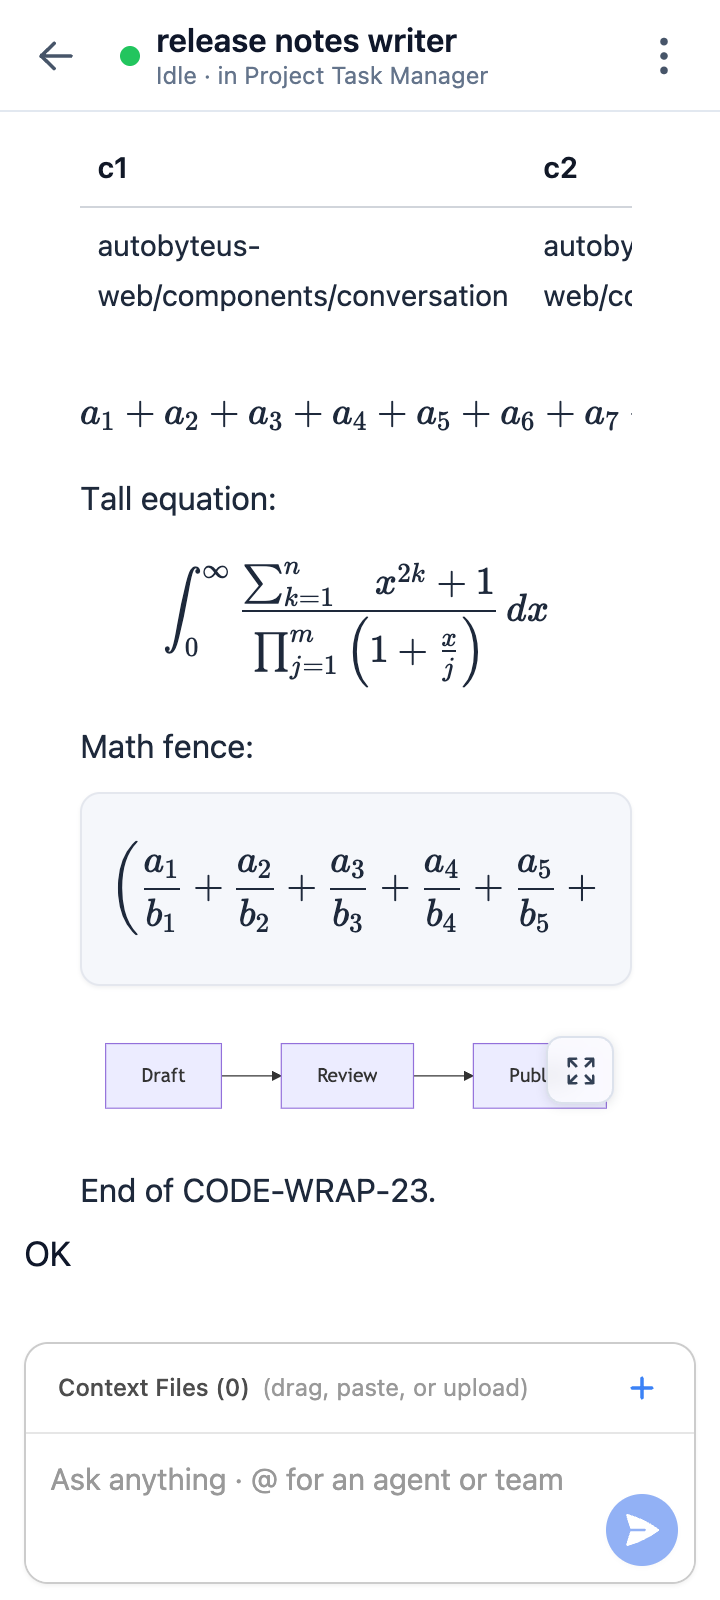 release notes writer
Idle · in Project Task Manager
c1 c2
autobyteus- autoby
web/components/conversation web/co
a₁ + a₂ + a₃ + a₄ + a₅ + a₆ + a₇
Tall equation:
∫₀^∞ (∑_{k=1}^n x^{2k} + 1) / (∏_{j=1}^m (1 + x/j)) dx
Math fence:
(a₁/b₁ + a₂/b₂ + a₃/b₃ + a₄/b₄ + a₅/b₅ +
Draft Review Publ
End of CODE-WRAP-23.
OK
Context Files (0) (drag, paste, or upload)
Ask anything · @ for an agent or team